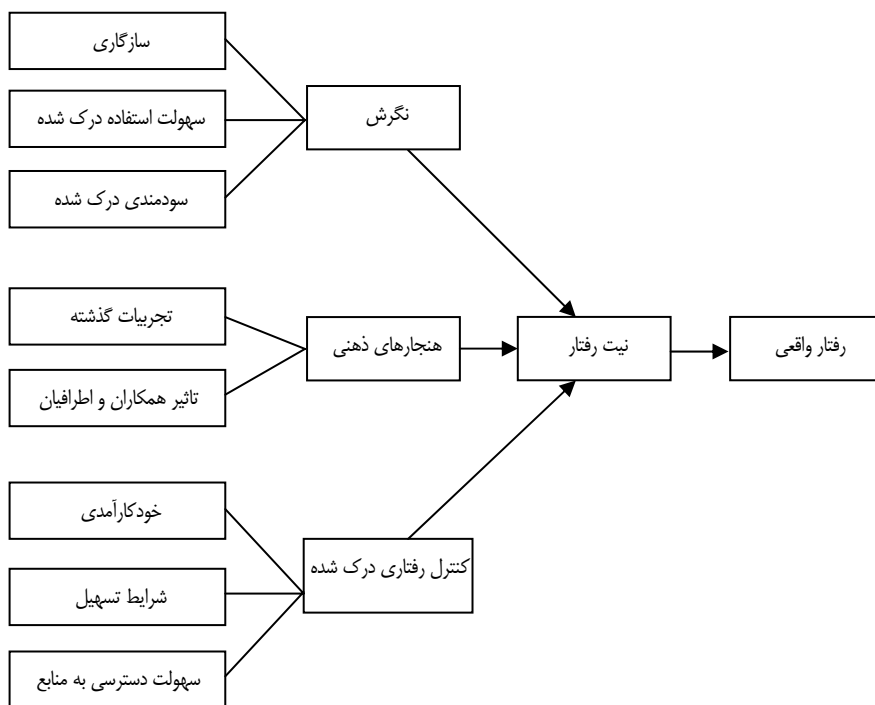 سازگاری
سهولت استفاده درک شده
سودمندی درک شده
نگرش
تجربیات گذشته
تاثیر همکاران و اطرافیان
هنجارهای ذهنی
نیت رفتار
رفتار واقعی
خودکارآمدی
شرایط تسهیل
سهولت دسترسی به منابع
کنترل رفتاری درک شده